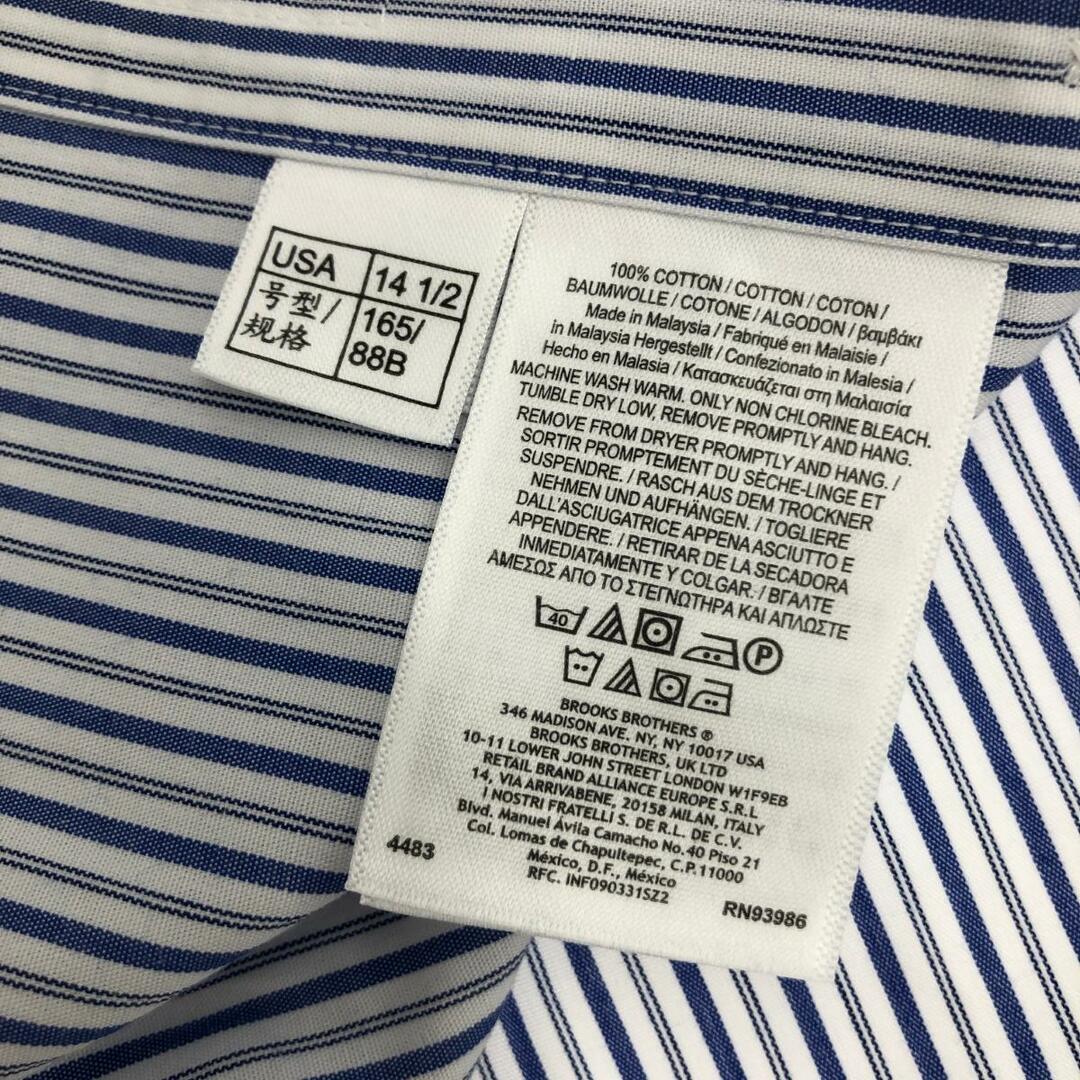 USA 14 1/2
号型/ 165/
规格 88B
100% COTTON / COTTON / COTON /
BAUMWOLLE / COTONE / ALGODON / βαμβάκι
Made in Malaysia / Fabriqué en Malaisie /
in Malaysia Hergestellt / Confezionato in Malesia /
Hecho en Malasia / Κατασκευάζεται στη Μαλαισία
MACHINE WASH WARM. ONLY NON CHLORINE BLEACH.
TUMBLE DRY LOW, REMOVE PROMPTLY AND HANG.
REMOVE FROM DRYER PROMPTLY AND HANG. /
SORTIR PROMPTEMENT DU SÈCHE-LINGE ET
SUSPENDRE. / RASCH AUS DEM TROCKNER
NEHMEN UND AUFHÄNGEN. / TOGLIERE
DALL'ASCIUGATRICE APPENA ASCIUTTO E
APPENDERE. / RETIRAR DE LA SECADORA
INMEDIATAMENTE Y COLGAR. / ΒΓΑΛΤΕ
ΑΜΕΣΩΣ ΑΠΟ ΤΟ ΣΤΕΓΝΩΤΗΡΑ ΚΑΙ ΑΠΛΩΣΤΕ
40 P
BROOKS BROTHERS ®
346 MADISON AVE. NY, NY 10017 USA
BROOKS BROTHERS, UK LTD
10-11 LOWER JOHN STREET LONDON W1F9EB
RETAIL BRAND ALLIANCE EUROPE S.R.L
14, VIA ARRIVABENE, 20158 MILAN, ITALY
I NOSTRI FRATELLI S. DE R.L. DE C.V.
Blvd. Manuel Ávila Camacho No.40 Piso 21
Col. Lomas de Chapultepec, C.P.11000
México, D.F., México
RFC. INF090331SZ2
4483
RN93986